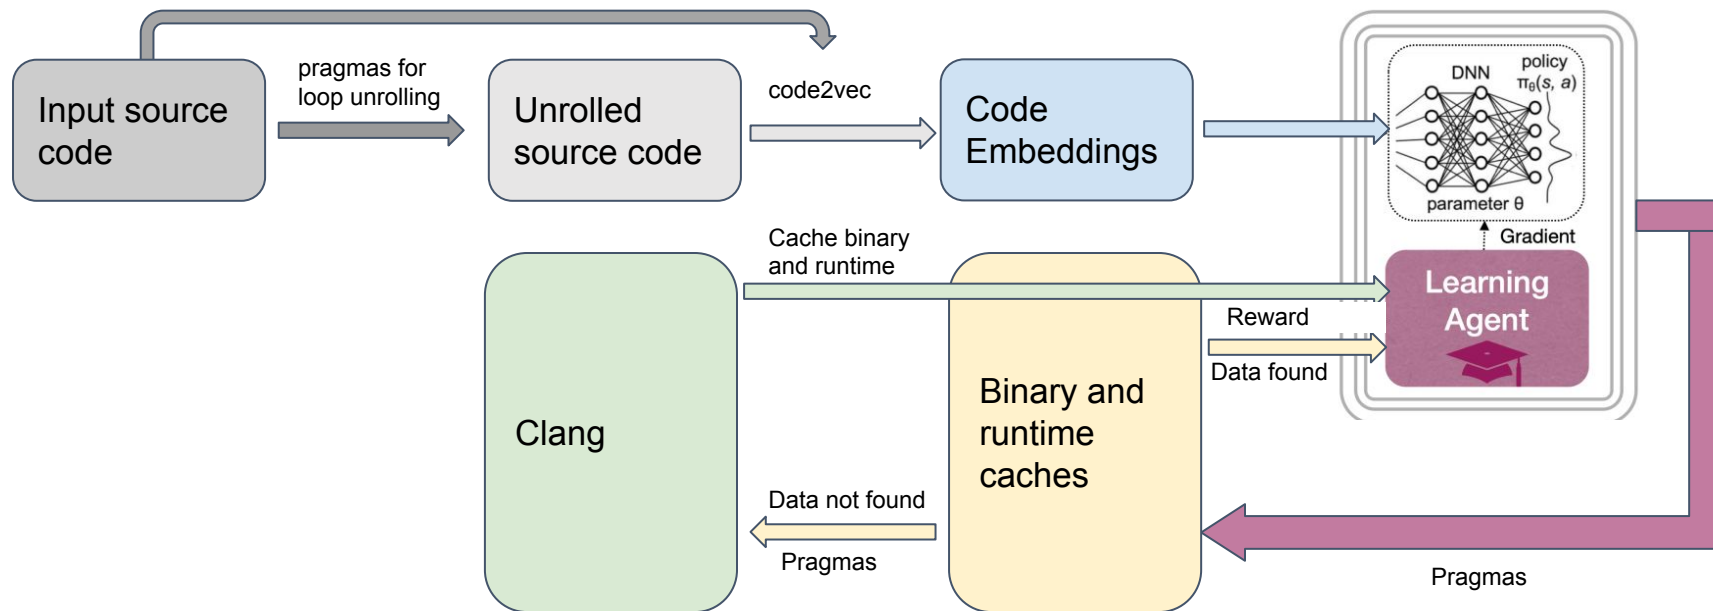 Input source
code
pragmas for
loop unrolling
Unrolled
source code
code2vec
Code
Embeddings
DNN
policy
πθ(s, a)
parameter θ
Gradient
Learning
Agent
Cache binary
and runtime
Reward
Data found
Clang
Binary and
runtime
caches
Data not found
Pragmas
Pragmas